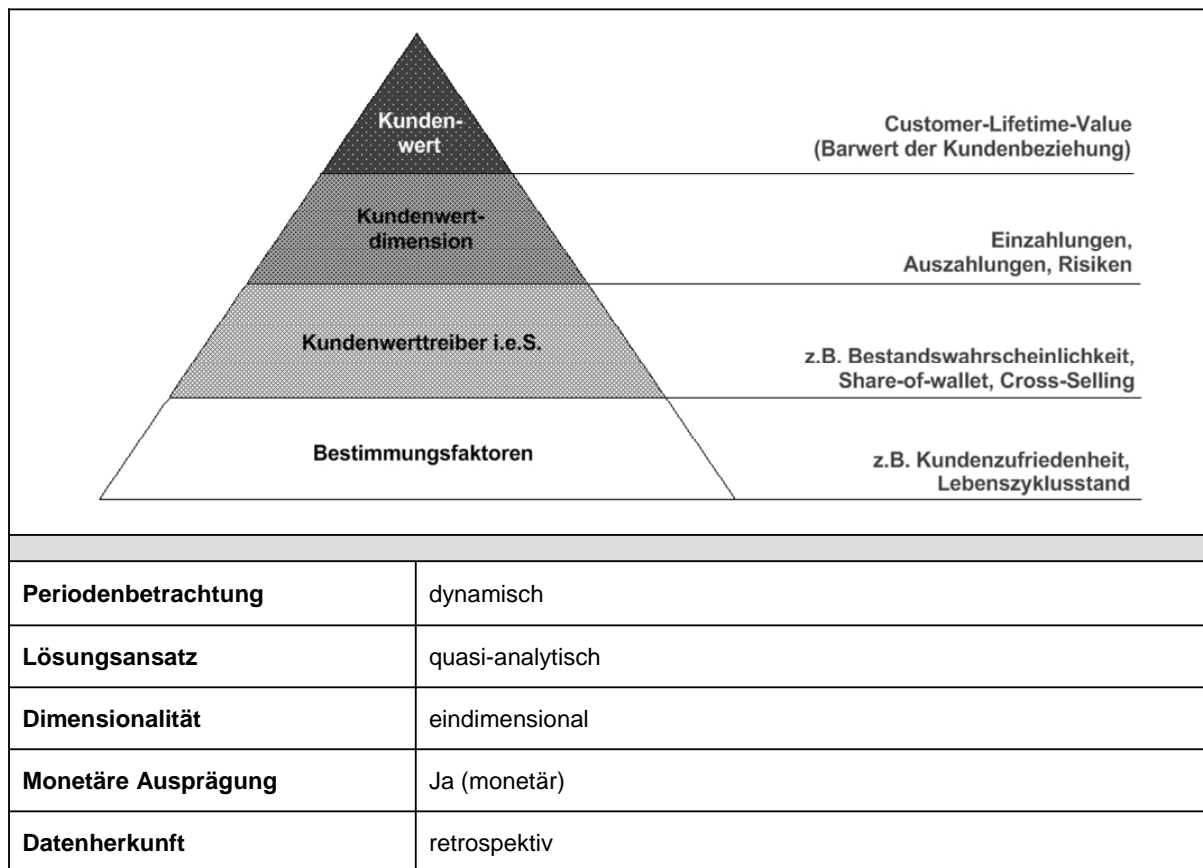 Kunden-
wert
Customer-Lifetime-Value
(Barwert der Kundenbeziehung)
Kundenwert-
dimension
Einzahlungen,
Auszahlungen, Risiken
Kundenwerttreiber i.e.S.
z.B. Bestandswahrscheinlichkeit,
Share-of-wallet, Cross-Selling
Bestimmungsfaktoren
z.B. Kundenzufriedenheit,
Lebenszyklusstand
Periodenbetrachtung dynamisch
Lösungsansatz quasi-analytisch
Dimensionalität eindimensional
Monetäre Ausprägung Ja (monetär)
Datenherkunft retrospektiv